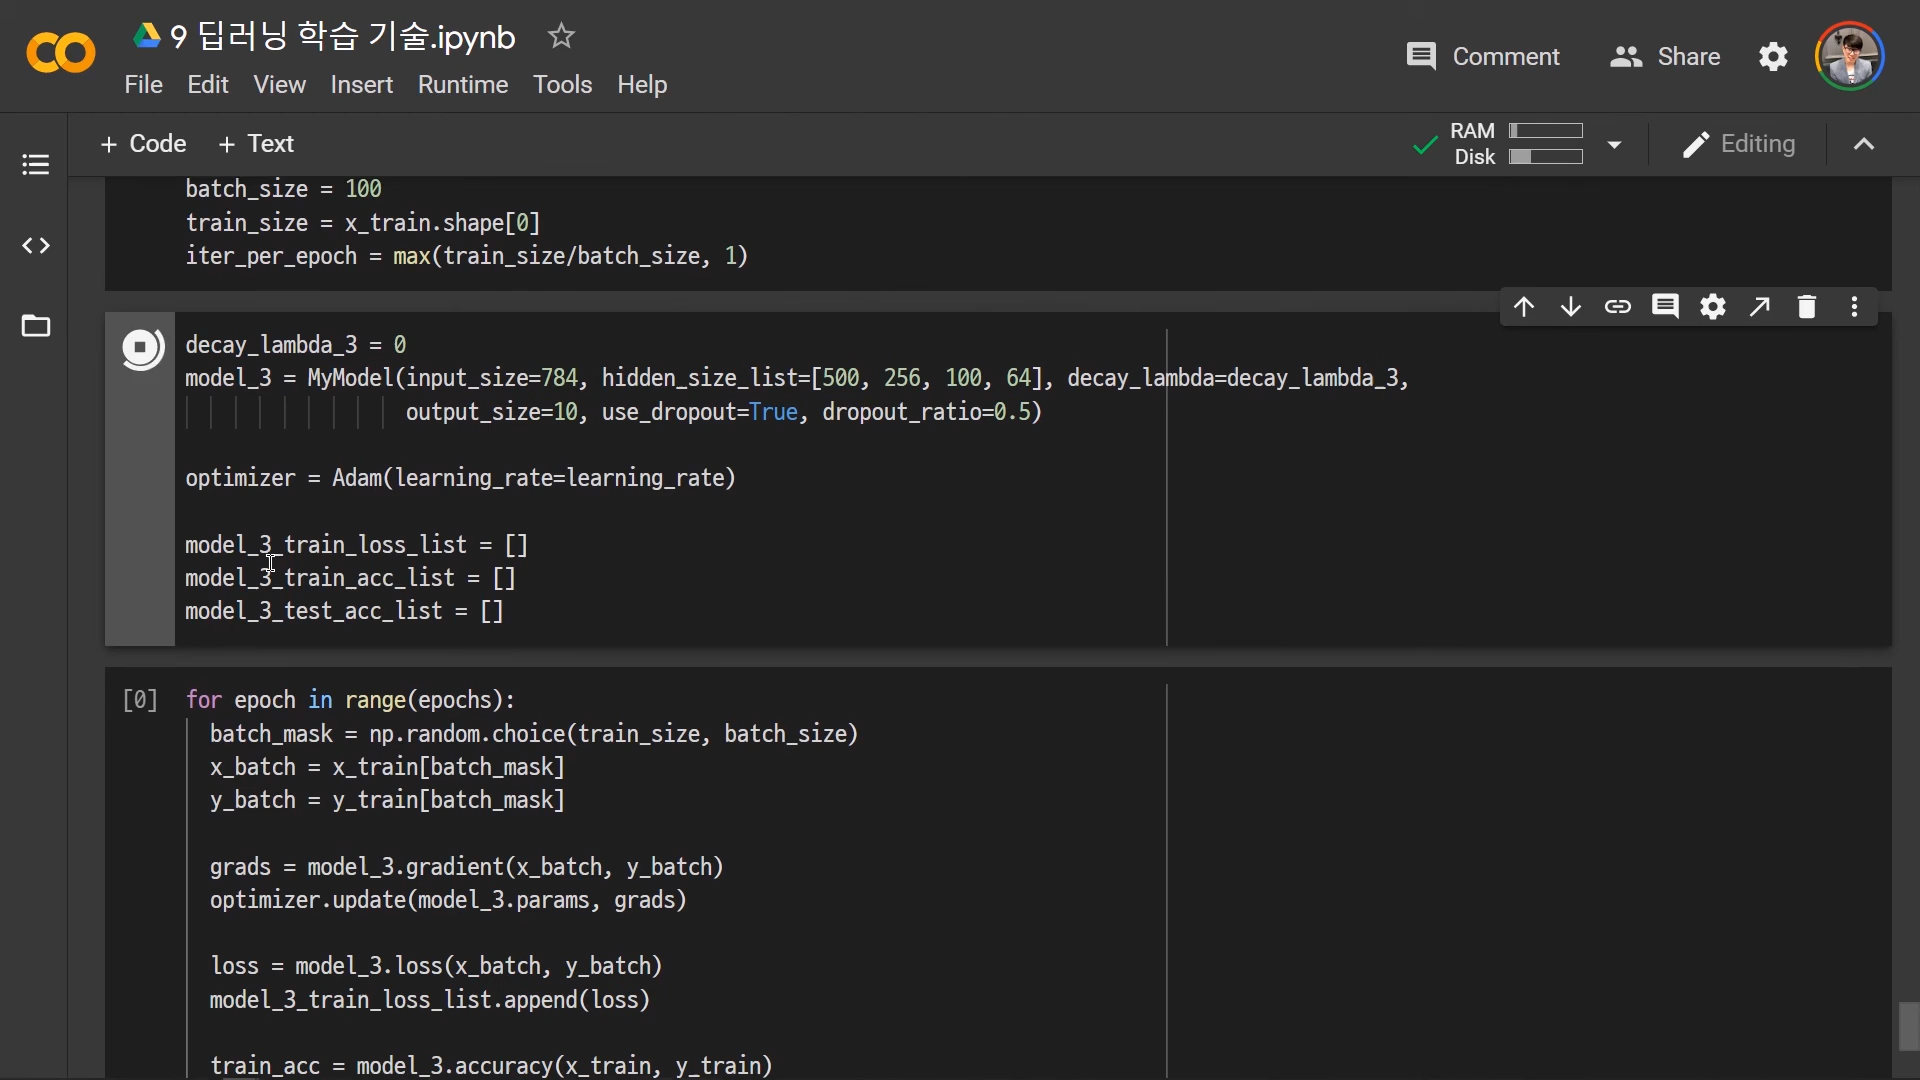 9 딥러닝 학습 기술.ipynb
Comment
Share
File Edit View Insert Runtime Tools Help
+ Code + Text
RAM
Disk
Editing
batch_size = 100
train_size = x_train.shape[0]
iter_per_epoch = max(train_size/batch_size, 1)
decay_lambda_3 = 0
model_3 = MyModel(input_size=784, hidden_size_list=[500, 256, 100, 64], decay_lambda=decay_lambda_3,
output_size=10, use_dropout=True, dropout_ratio=0.5)
optimizer = Adam(learning_rate=learning_rate)
model_3_train_loss_list = []
model_3_train_acc_list = []
model_3_test_acc_list = []
[0] for epoch in range(epochs):
batch_mask = np.random.choice(train_size, batch_size)
x_batch = x_train[batch_mask]
y_batch = y_train[batch_mask]
grads = model_3.gradient(x_batch, y_batch)
optimizer.update(model_3.params, grads)
loss = model_3.loss(x_batch, y_batch)
model_3_train_loss_list.append(loss)
train_acc = model_3.accuracy(x_train, y_train)